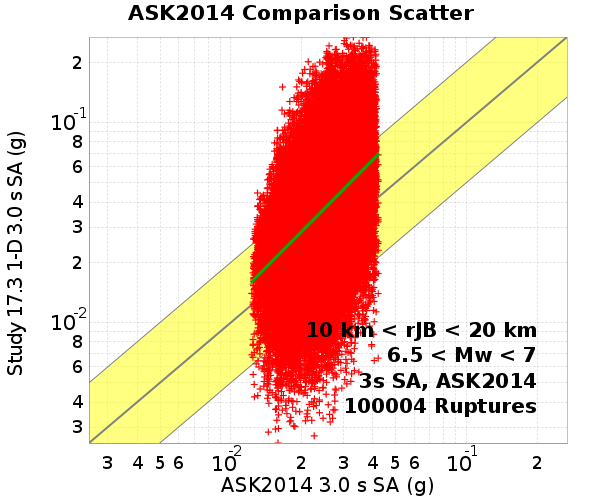 ASK2014 Comparison Scatter
Study 17.3 1-D 3.0 s SA (g)
2
10-1
8
6
4
3
2
10-2
8
6
4
3
10 km < rJB < 20 km
6.5 < Mw < 7
3s SA, ASK2014
100004 Ruptures
3 4 5 6 10-2 2 3 4 5 6 10-1 2
ASK2014 3.0 s SA (g)